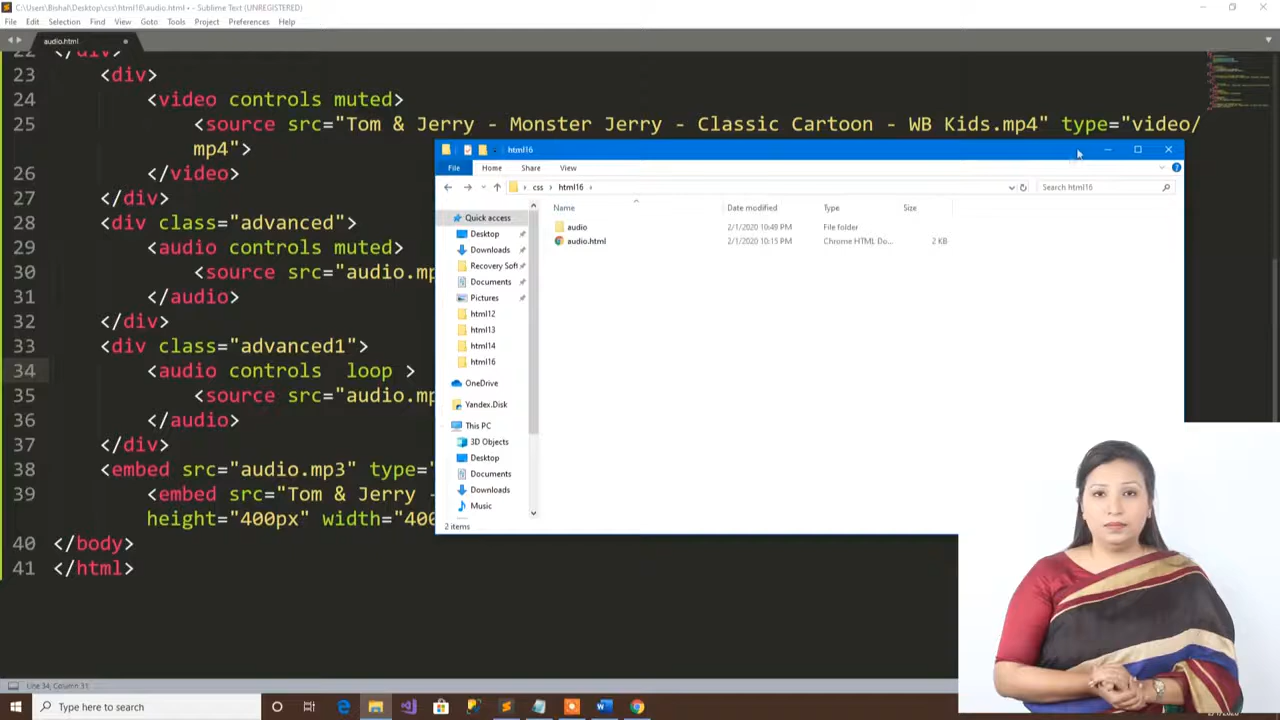 C:\Users\Bishal\Desktop\css\html16\audio.html • - Sublime Text (UNREGISTERED)
File Edit Selection Find View Goto Tools Project Preferences Help
audio.html
22 </div>
23 <div>
24 <video controls muted>
25 <source src="Tom & Jerry - Monster Jerry - Classic Cartoon - WB Kids.mp4" type="video/
mp4">
26 </video>
27 </div>
28 <div class="advanced">
29 <audio controls muted>
30 <source src="audio.mp
31 </audio>
32 </div>
33 <div class="advanced1">
34 <audio controls  loop >
35 <source src="audio.mp
36 </audio>
37 </div>
38 <embed src="audio.mp3" type="
39 <embed src="Tom & Jerry -
height="400px" width="400
40 </body>
41 </html>
html16
File Home Share View
css › html16 ›
Search html16
Name Date modified Type Size
audio 2/1/2020 10:49 PM File folder
audio.html 2/1/2020 10:15 PM Chrome HTML Do... 2 KB
Quick access
Desktop
Downloads
Recovery Soft
Documents
Pictures
html12
html13
html14
html16
OneDrive
Yandex.Disk
This PC
3D Objects
Desktop
Documents
Downloads
Music
2 items
Line 34, Column 31
Type here to search